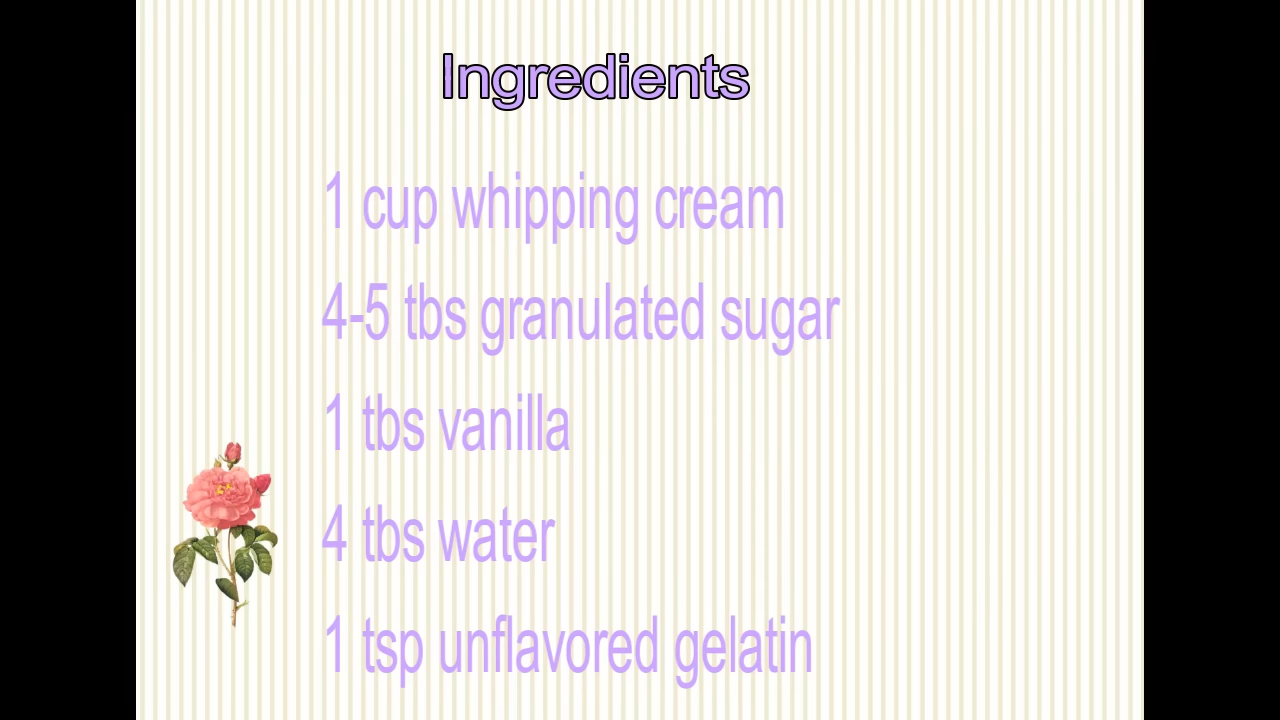 Ingredients
1 cup whipping cream
4-5 tbs granulated sugar
1 tbs vanilla
4 tbs water
1 tsp unflavored gelatin